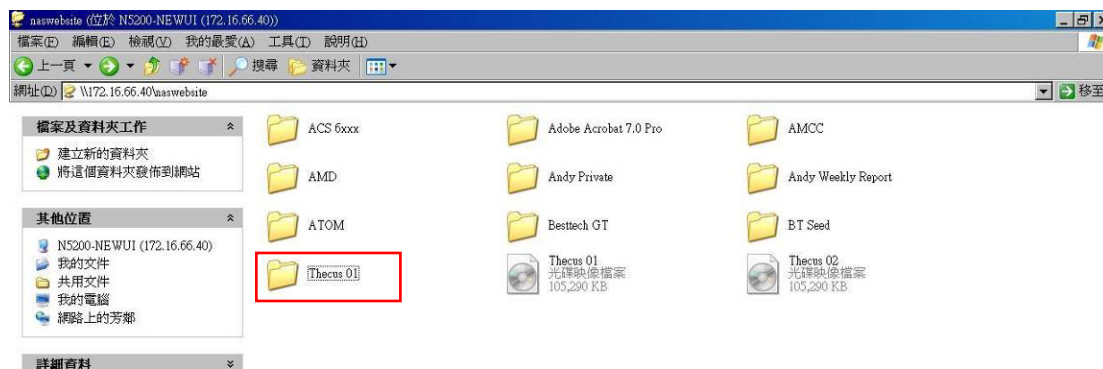 naswebsite (位於 N5200-NEWUI (172.16.66.40))
檔案(F) 編輯(E) 檢視(V) 我的最愛(A) 工具(T) 說明(H)
上一頁 搜尋 資料夾
網址(D) \\172.16.66.40\naswebsite 移至
檔案及資料夾工作
建立新的資料夾
將這個資料夾發佈到網站
其他位置
N5200-NEWUI (172.16.66.40)
我的文件
共用文件
我的電腦
網路上的芳鄰
詳細資料
ACS 6xxx
Adobe Acrobat 7.0 Pro
AMCC
AMD
Andy Private
Andy Weekly Report
ATOM
Besttech GT
BT Seed
Thecus 01
Thecus 01
光碟映像檔案
105,290 KB
Thecus 02
光碟映像檔案
105,290 KB